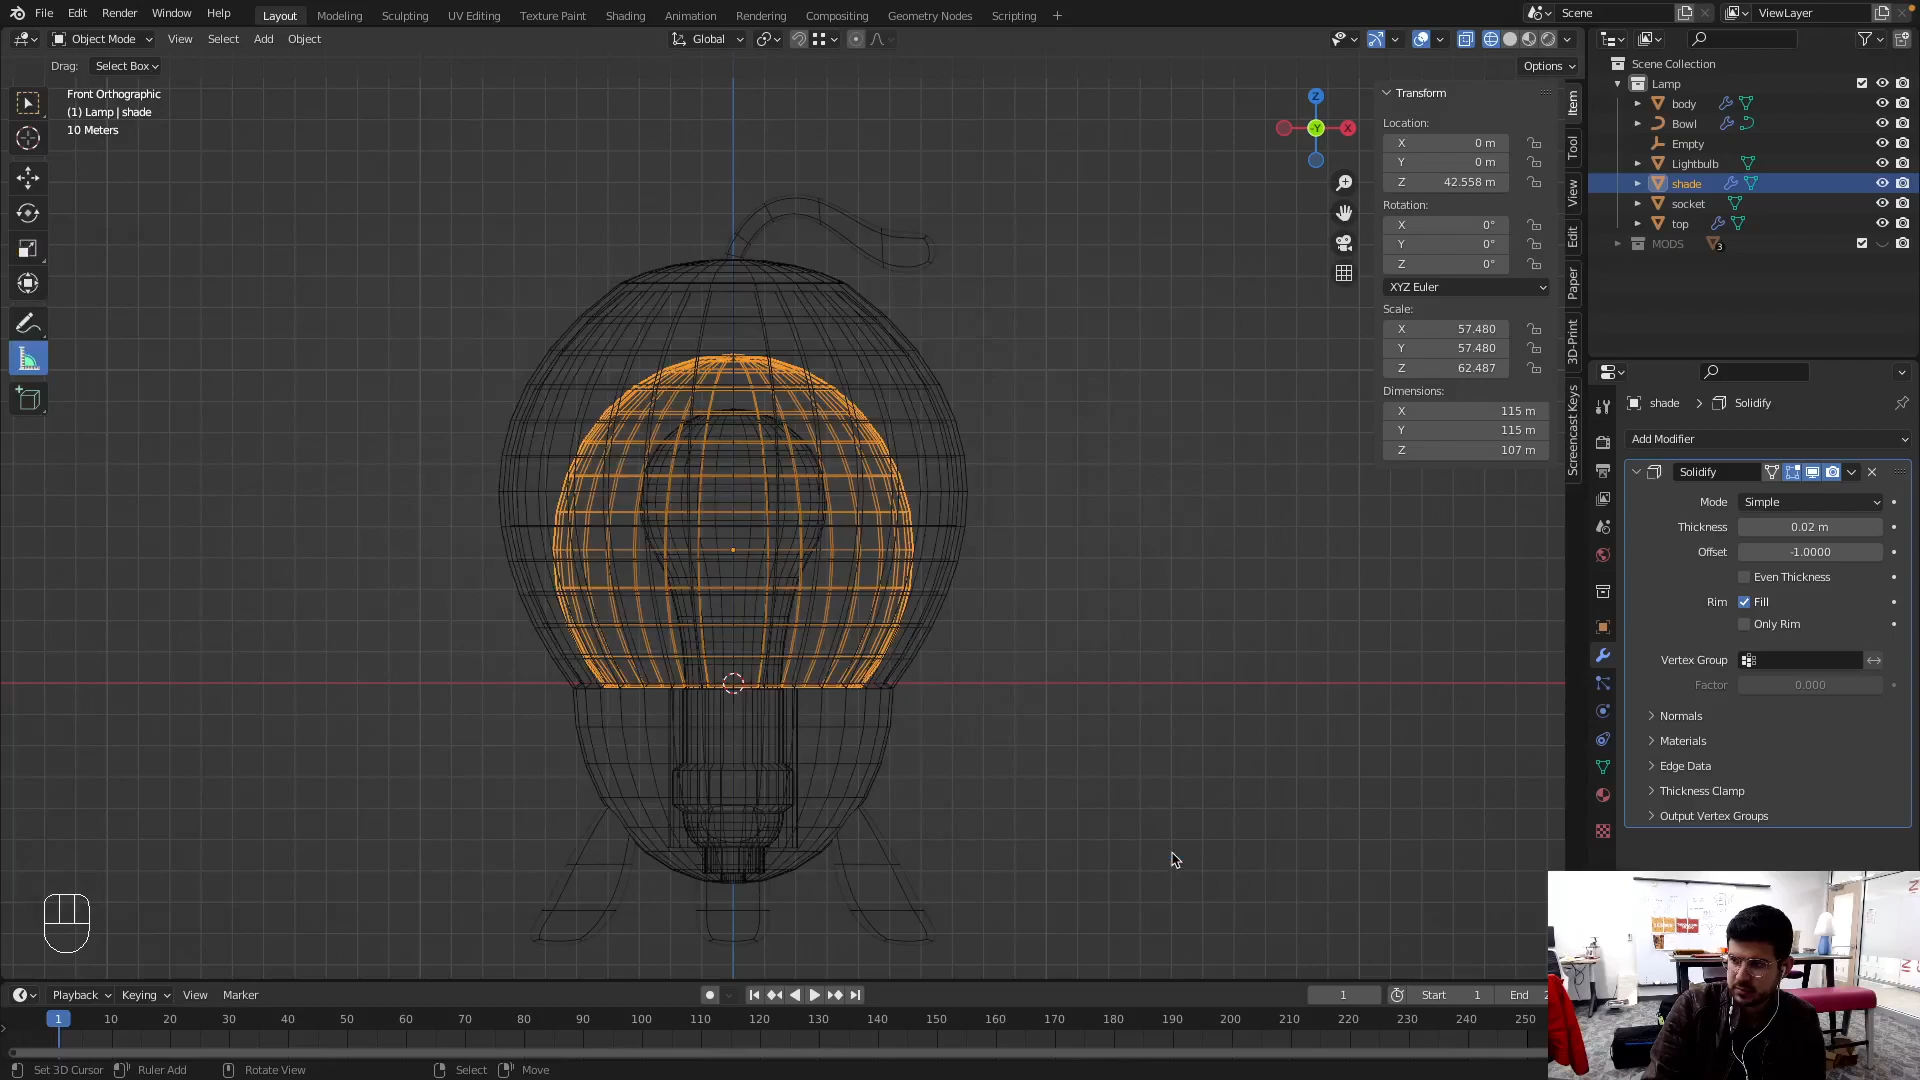 File Edit Render Window Help
Layout Modeling Sculpting UV Editing Texture Paint Shading Animation Rendering Compositing Geometry Nodes Scripting +
Scene
ViewLayer
Object Mode View Select Add Object
Global
Drag: Select Box
Options
Front Orthographic
(1) Lamp | shade
10 Meters
Z
X
-Y
Transform
Location:
X 0 m
Y 0 m
Z 42.558 m
Rotation:
X 0°
Y 0°
Z 0°
XYZ Euler
Scale:
X 57.480
Y 57.480
Z 62.487
Dimensions:
X 115 m
Y 115 m
Z 107 m
Item
Tool
View
Edit
Paper
3D-Print
Screencast Keys
Scene Collection
Lamp
body
Bowl
Empty
Lightbulb
shade
socket
top
MODS 3
shade > Solidify
Add Modifier
Solidify
Mode Simple
Thickness 0.02 m
Offset -1.0000
Even Thickness
Rim Fill
Only Rim
Vertex Group
Factor 0.000
Normals
Materials
Edge Data
Thickness Clamp
Output Vertex Groups
Playback Keying View Marker
1
Start 1
End 2
1 10 20 30 40 50 60 70 80 90 100 110 120 130 140 150 160 170 180 190 200 210 220 230 240 250
Set 3D Cursor Ruler Add Rotate View Select Move